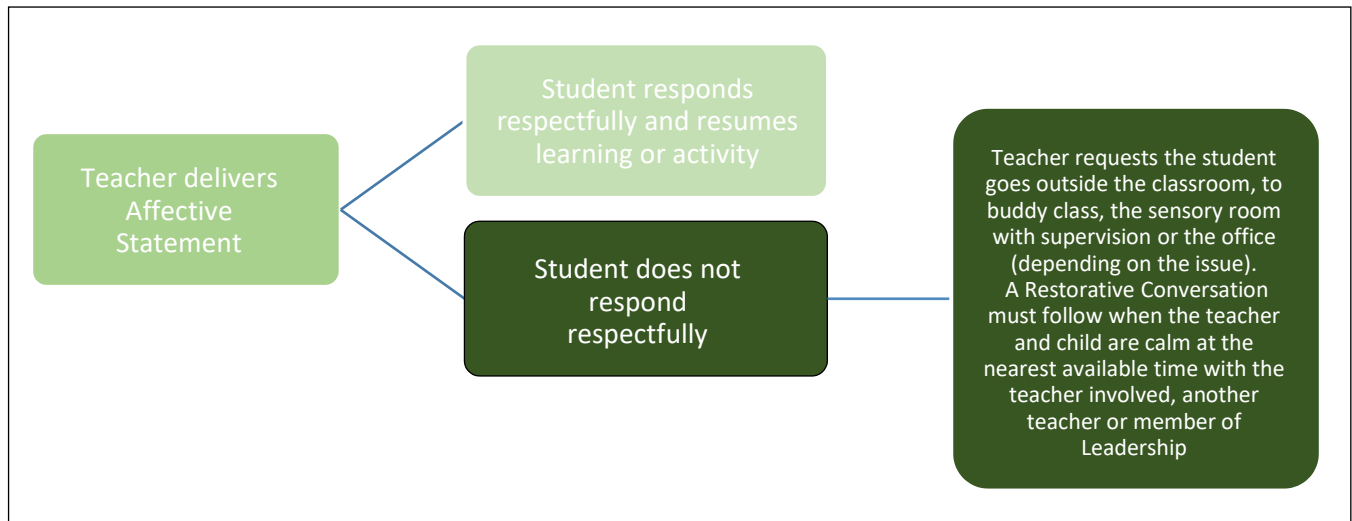 Teacher delivers
Affective
Statement
Student responds
respectfully and resumes
learning or activity
Student does not
respond
respectfully
Teacher requests the student
goes outside the classroom, to
buddy class, the sensory room
with supervision or the office
(depending on the issue).
A Restorative Conversation
must follow when the teacher
and child are calm at the
nearest available time with the
teacher involved, another
teacher or member of
Leadership